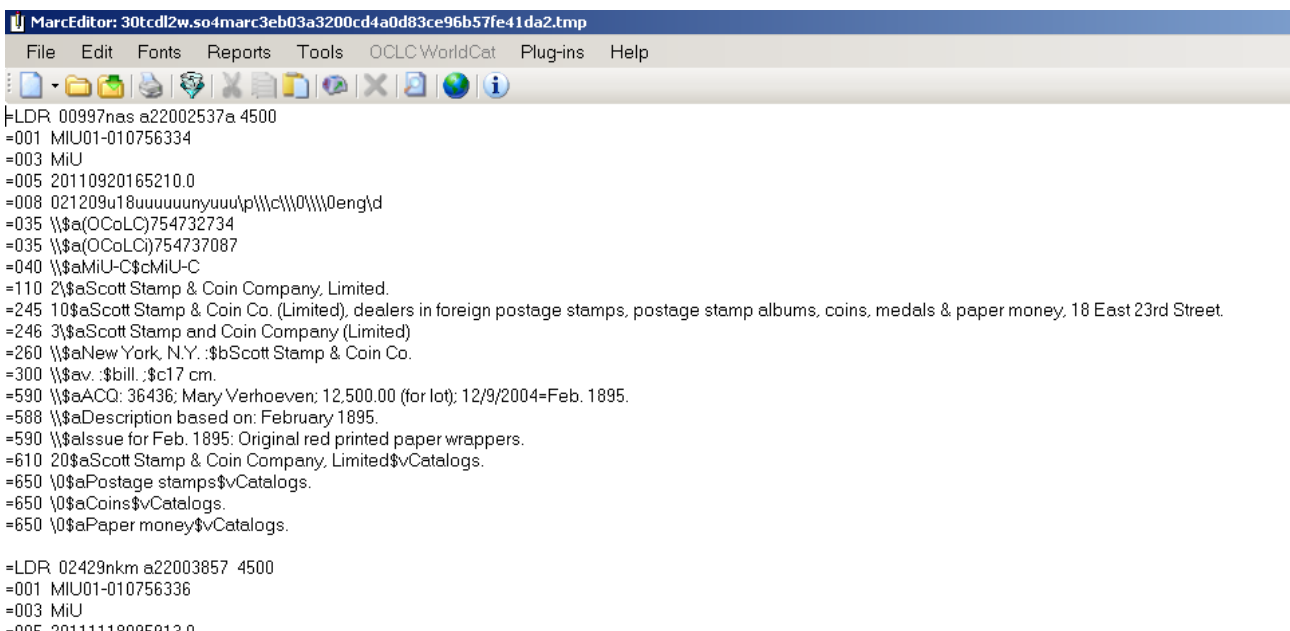 MarcEditor: 30tcdl2w.so4marc3eb03a3200cd4a0d83ce96b57fe41da2.tmp
File Edit Fonts Reports Tools OCLC WorldCat Plug-ins Help
=LDR 00997nas a22002537a 4500
=001 MIU01-010756334
=003 MiU
=005 20110920165210.0
=008 021209u18uuuuuunyuuu\p\\\c\\\0\\\\0eng\d
=035 \\$a(OCoLC)754732734
=035 \\$a(OCoLCi)754737087
=040 \\$aMiU-C$cMiU-C
=110 2\$aScott Stamp & Coin Company, Limited.
=245 10$aScott Stamp & Coin Co. (Limited), dealers in foreign postage stamps, postage stamp albums, coins, medals & paper money, 18 East 23rd Street.
=246 3\$aScott Stamp and Coin Company (Limited)
=260 \\$aNew York, N.Y. :$bScott Stamp & Coin Co.
=300 \\$av. :$bill. ;$c17 cm.
=590 \\$aACQ: 36436; Mary Verhoeven; 12,500.00 (for lot); 12/9/2004=Feb. 1895.
=588 \\$aDescription based on: February 1895.
=590 \\$aIssue for Feb. 1895: Original red printed paper wrappers.
=610 20$aScott Stamp & Coin Company, Limited$vCatalogs.
=650 \0$aPostage stamps$vCatalogs.
=650 \0$aCoins$vCatalogs.
=650 \0$aPaper money$vCatalogs.
=LDR 02429nkm a22003857 4500
=001 MIU01-010756336
=003 MiU
=005 20111118095913.0